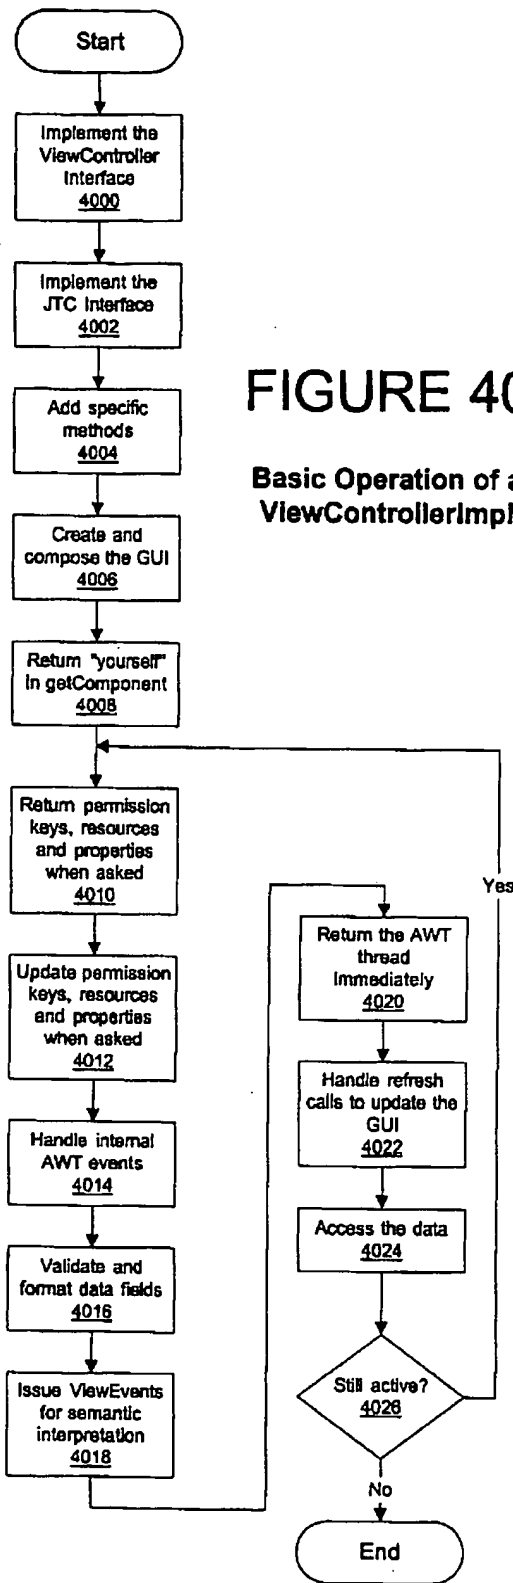 Start
Implement the
ViewController
Interface
4000
Implement the
JTC Interface
4002
Add specific
methods
4004
Create and
compose the GUI
4006
Return "yourself"
in getComponent
4008
Return permission
keys, resources
and properties
when asked
4010
Update permission
keys, resources
and properties
when asked
4012
Handle internal
AWT events
4014
Validate and
format data fields
4016
Issue ViewEvents
for semantic
interpretation
4018
FIGURE 40
Basic Operation of a
ViewControllerImpl
Return the AWT
thread
immediately
4020
Handle refresh
calls to update the
GUI
4022
Access the data
4024
Still active?
4026
Yes
No
End